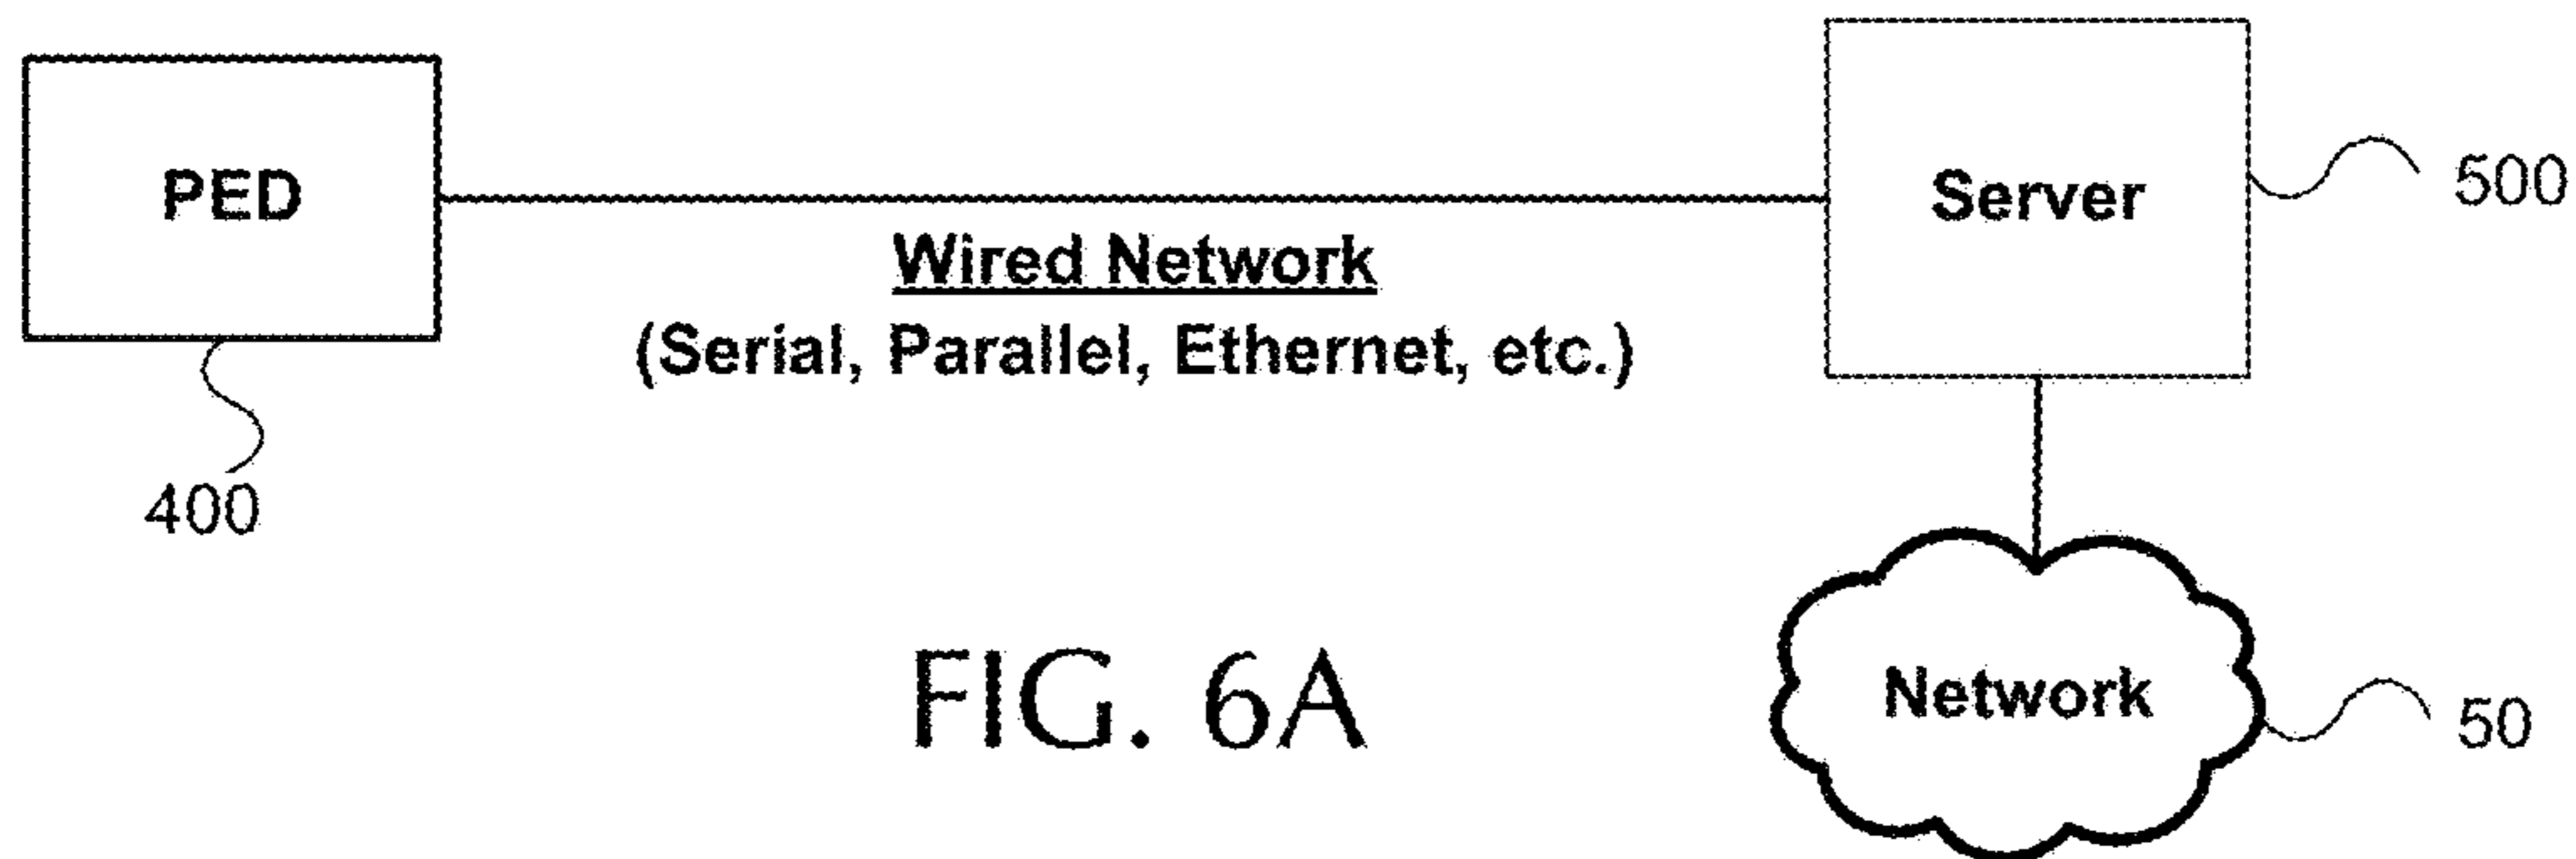 PED
Server
500
Wired Network
(Serial, Parallel, Ethernet, etc.)
400
Network
50
FIG. 6A